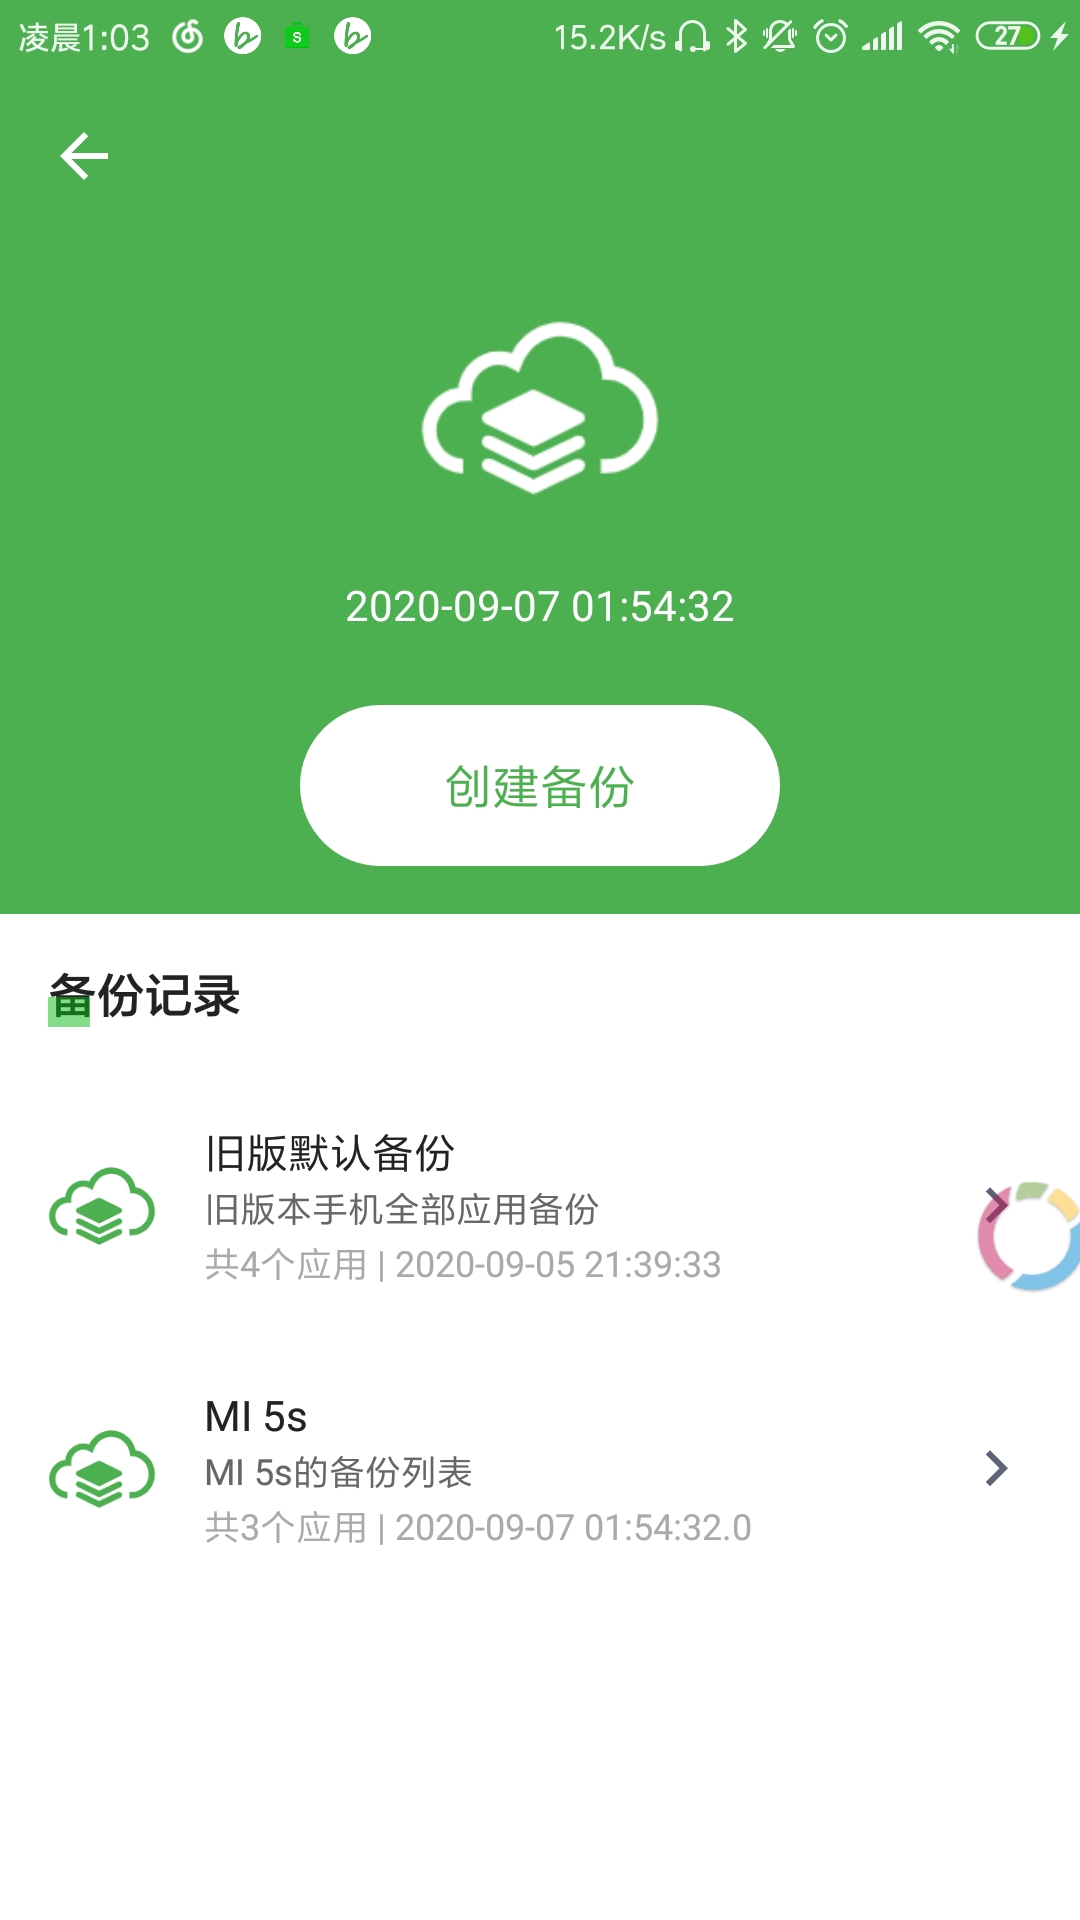 凌晨1:03
15.2K/s
27
2020-09-07 01:54:32
创建备份
备份记录
旧版默认备份
旧版本手机全部应用备份
共4个应用 | 2020-09-05 21:39:33
MI 5s
MI 5s的备份列表
共3个应用 | 2020-09-07 01:54:32.0